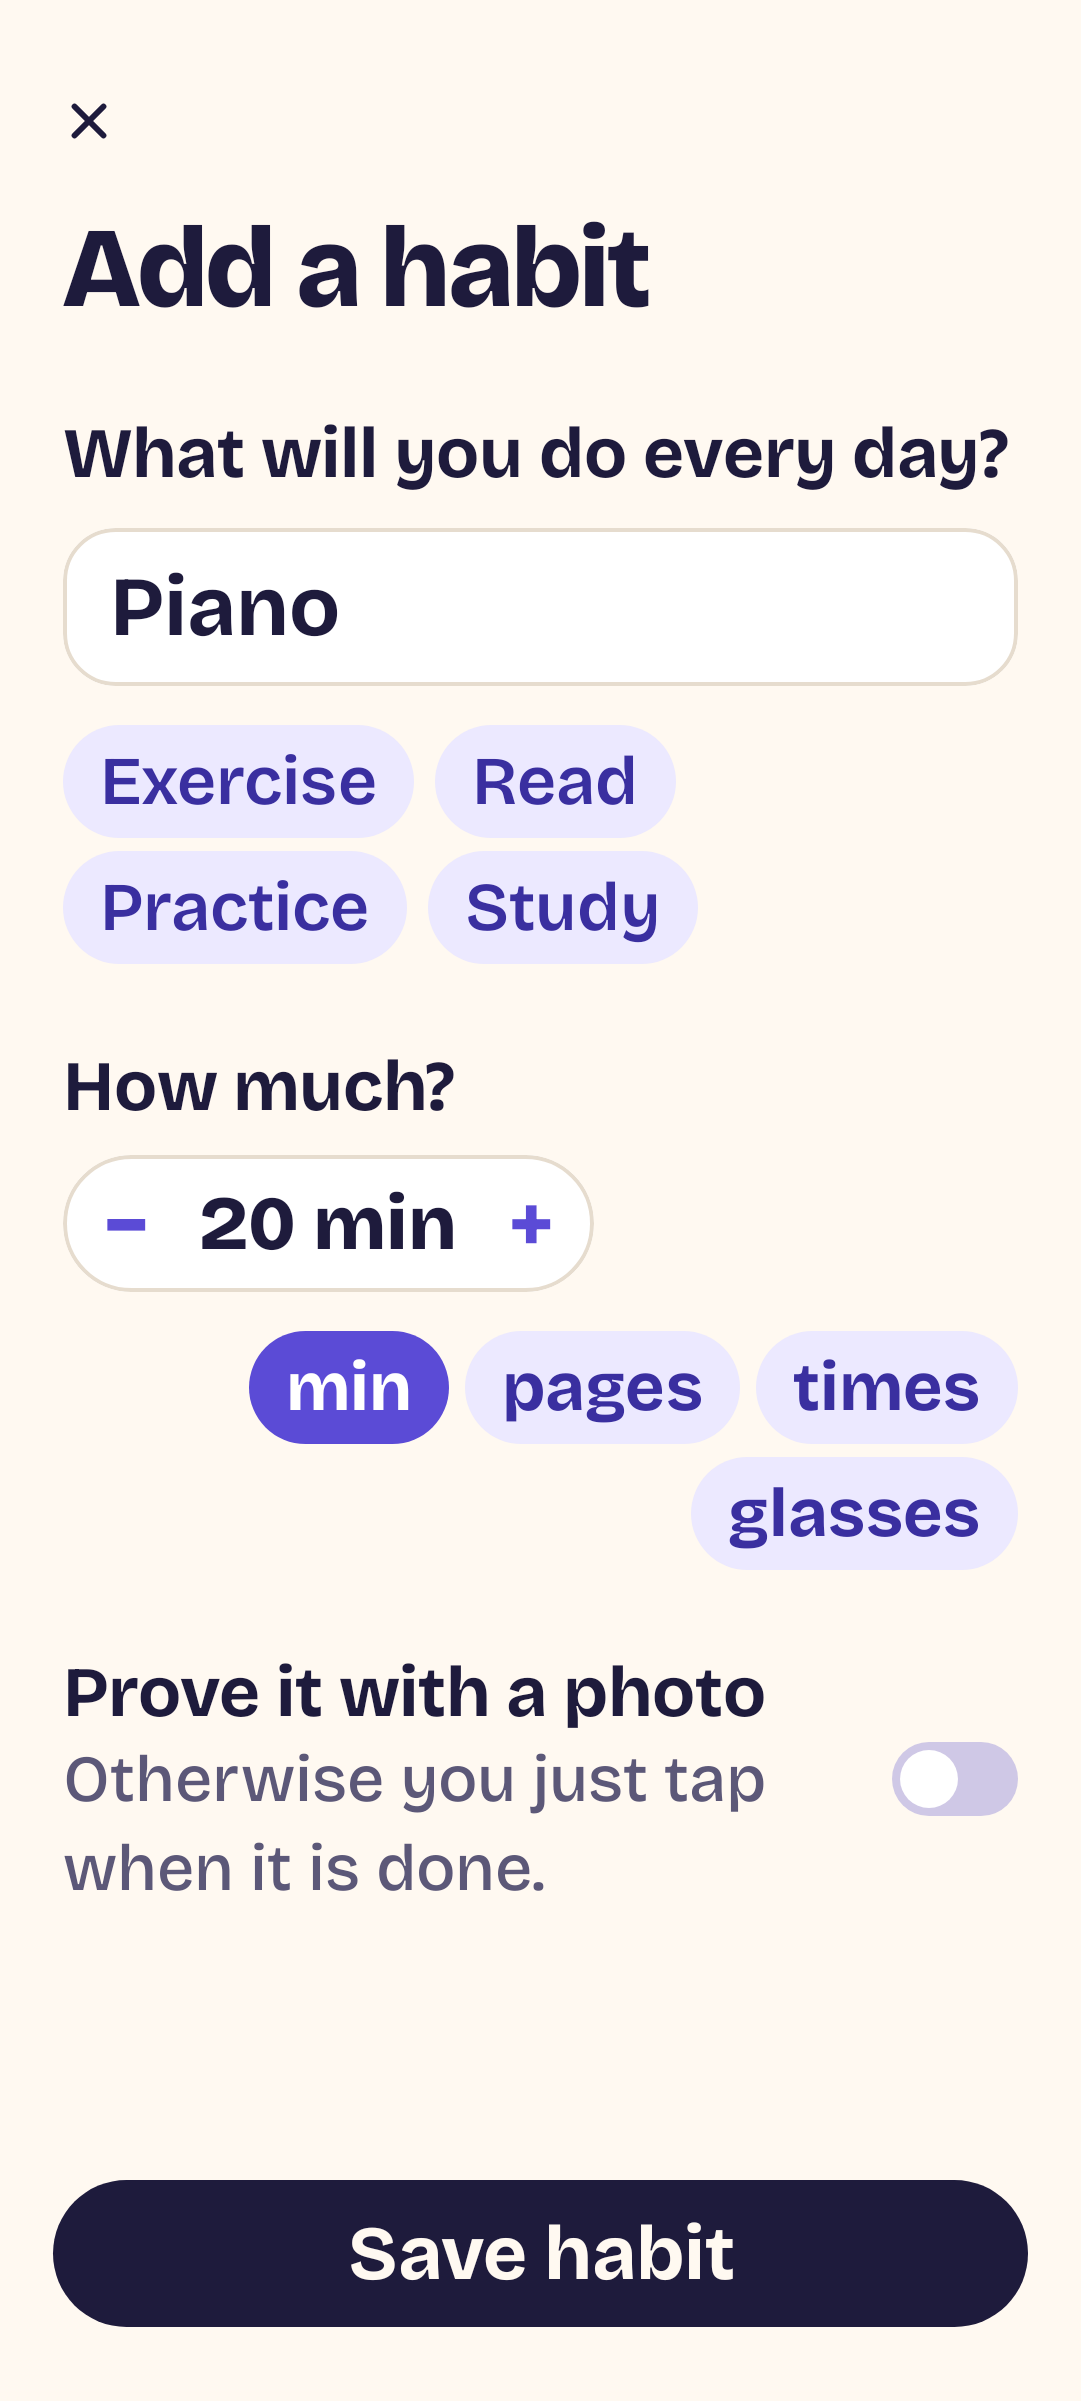 Add a habit
What will you do every day?
Piano
Exercise Read
Practice Study
How much?
− 20 min +
min pages times
glasses
Prove it with a photo
Otherwise you just tap
when it is done.
Save habit